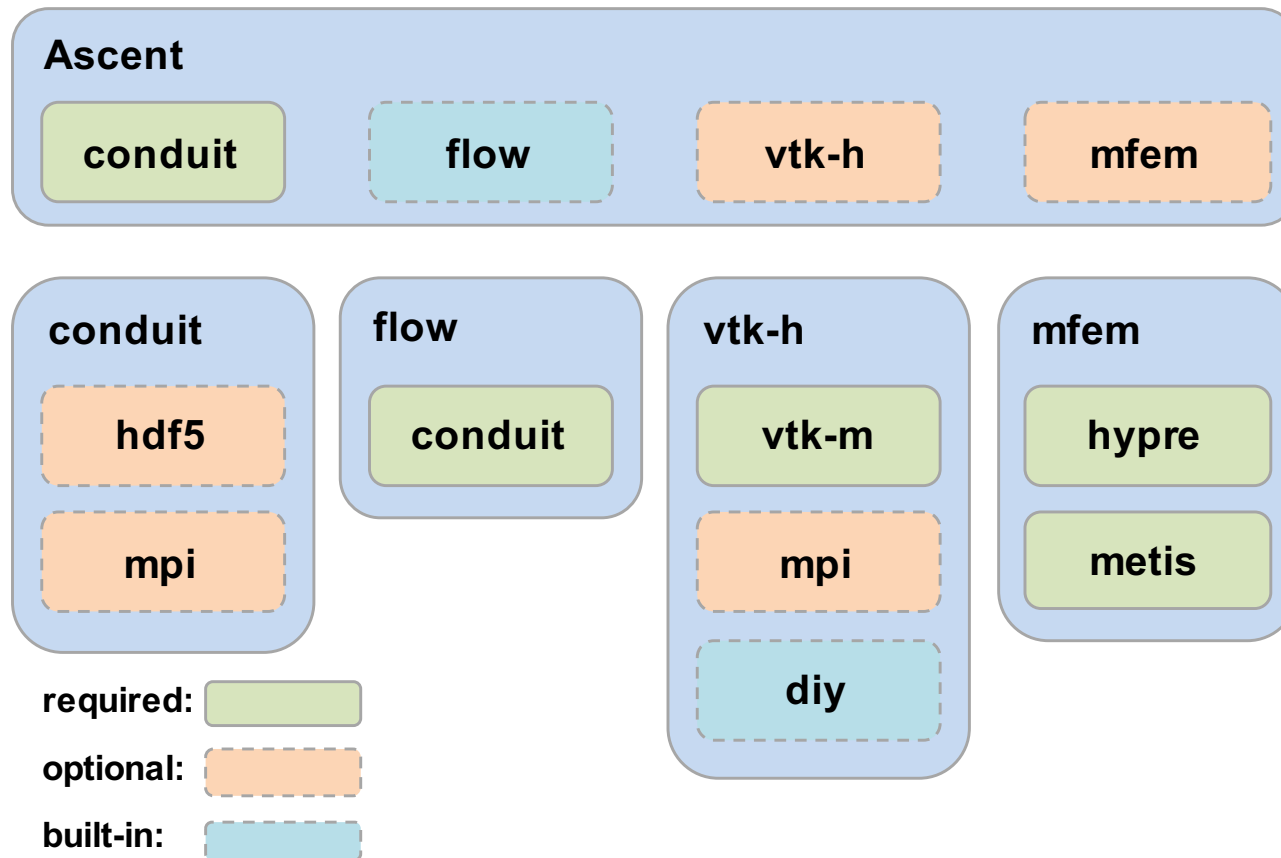 Ascent
conduit flow vtk-h mfem
conduit flow vtk-h mfem
hdf5 conduit vtk-m hypre
mpi mpi metis
diy
required:
optional:
built-in: